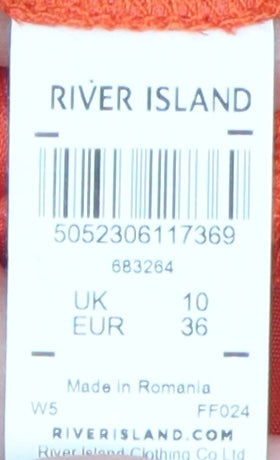 RIVER ISLAND
5052306117369
683264
UK 10
EUR 36
Made in Romania
W5 FF024
RIVERISLAND.COM
River Island Clothing Co Ltd